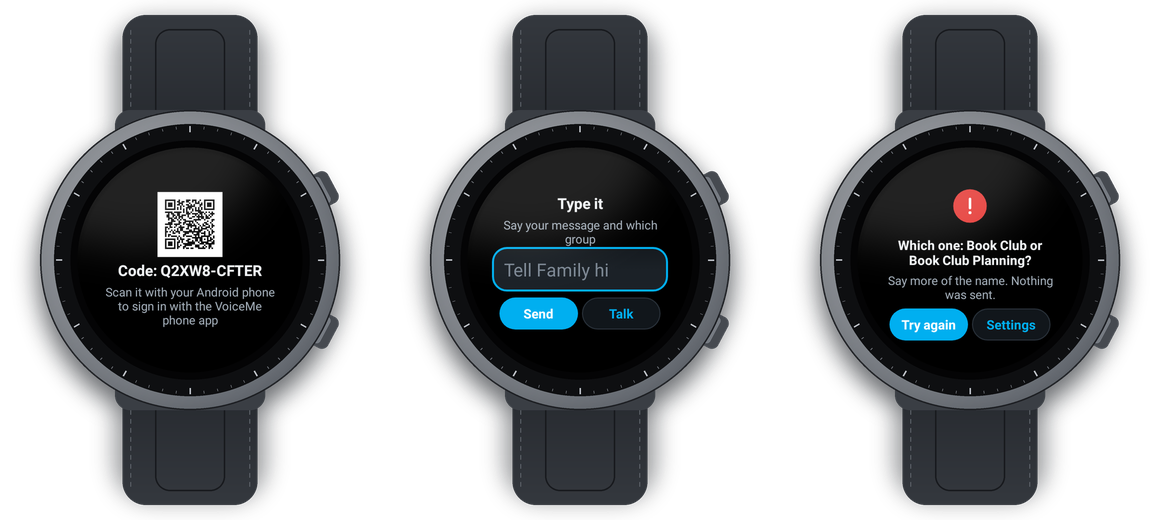 Code: Q2XW8-CFTER
Scan it with your Android phone
to sign in with the VoiceMe
phone app
Type it
Say your message and which
group
Tell Family hi
Send
Talk
!
Which one: Book Club or
Book Club Planning?
Say more of the name. Nothing
was sent.
Try again
Settings